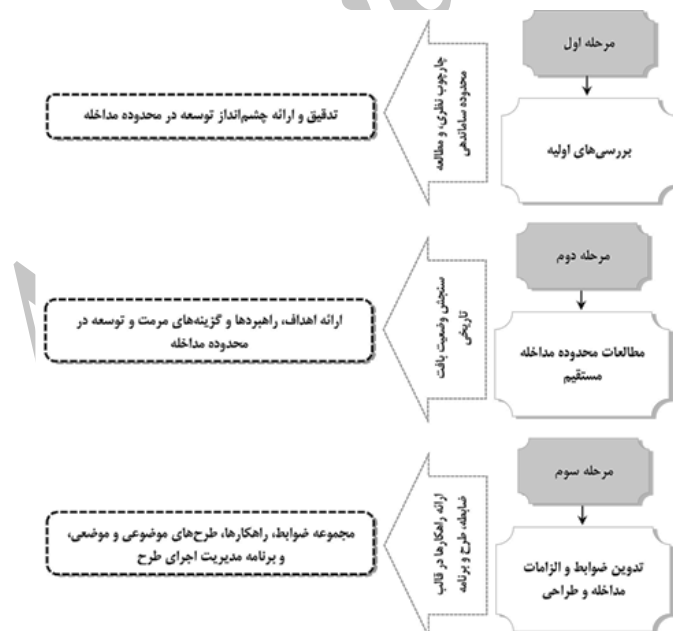 مرحله اول
بررسی‌های اولیه
چارچوب نظری، و مطالعه
محدوده ساماندهی
تدقیق و ارائه چشم‌انداز توسعه در محدوده مداخله
مرحله دوم
مطالعات محدوده مداخله
مستقیم
سنجش وضعیت بافت
تاریخی
ارائه اهداف، راهبردها و گزینه‌های مرمت و توسعه در
محدوده مداخله
مرحله سوم
تدوین ضوابط و الزامات
مداخله و طراحی
ارائه راهکارها در قالب
ضابطه، طرح و برنامه
مجموعه ضوابط، راهکارها، طرح‌های موضوعی و موضعی،
و برنامه مدیریت اجرای طرح